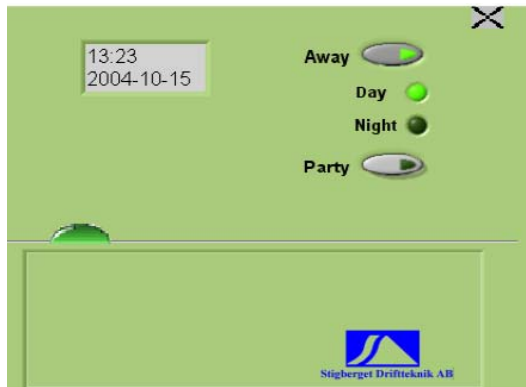 13:23
2004-10-15
Away
Day
Night
Party
Stigberget Driftteknik AB